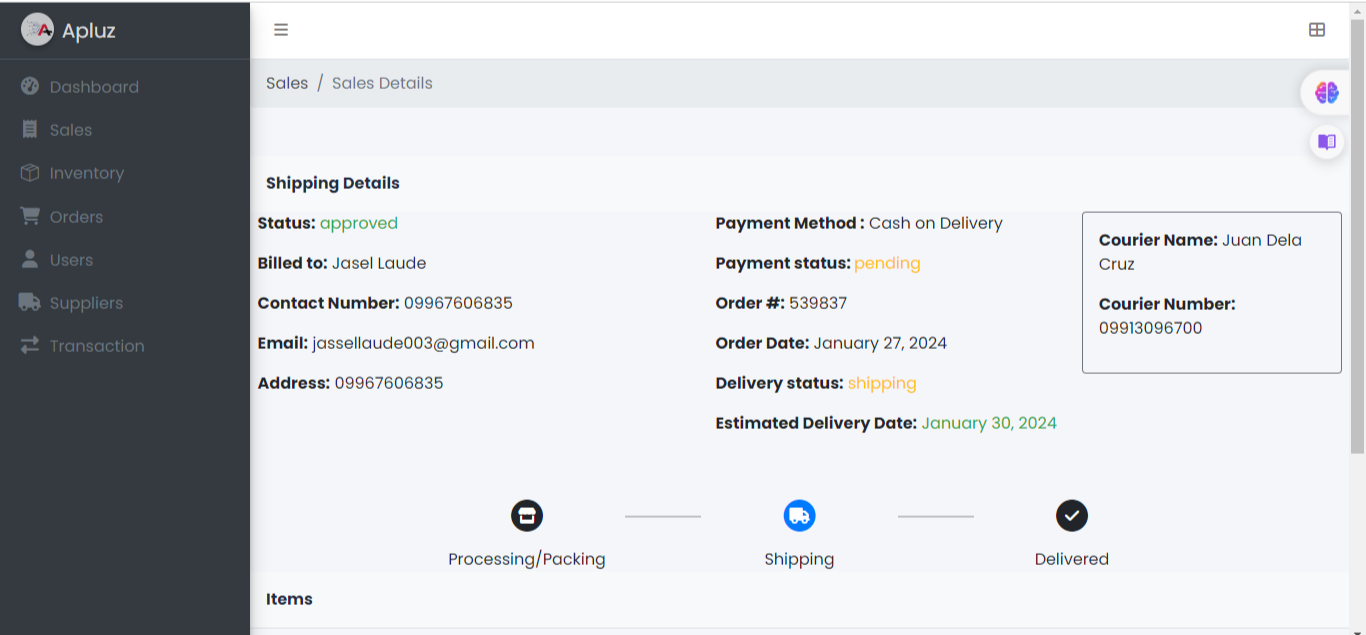 Apluz
Dashboard
Sales
Inventory
Orders
Users
Suppliers
Transaction
Sales / Sales Details
Shipping Details
Status: approved
Billed to: Jasel Laude
Contact Number: 09967606835
Email: jassellaude003@gmail.com
Address: 09967606835
Payment Method : Cash on Delivery
Payment status: pending
Order #: 539837
Order Date: January 27, 2024
Delivery status: shipping
Estimated Delivery Date: January 30, 2024
Courier Name: Juan Dela
Cruz
Courier Number:
09913096700
Processing/Packing
Shipping
Delivered
Items